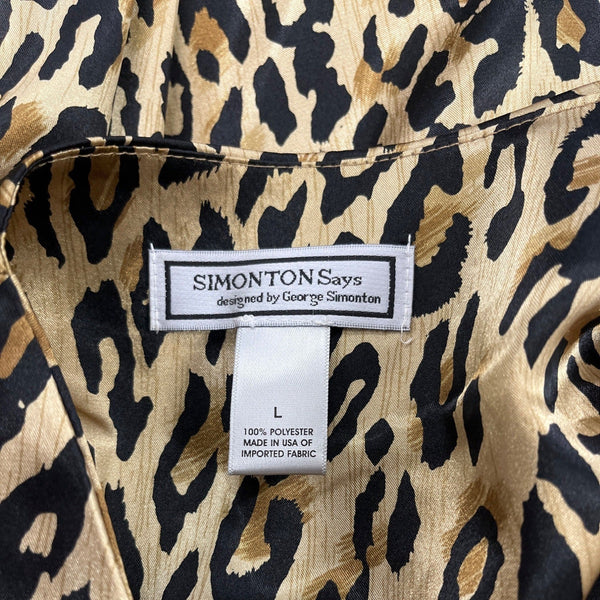 SIMONTON Says
designed by George Simonton
L
100% POLYESTER
MADE IN USA OF
IMPORTED FABRIC